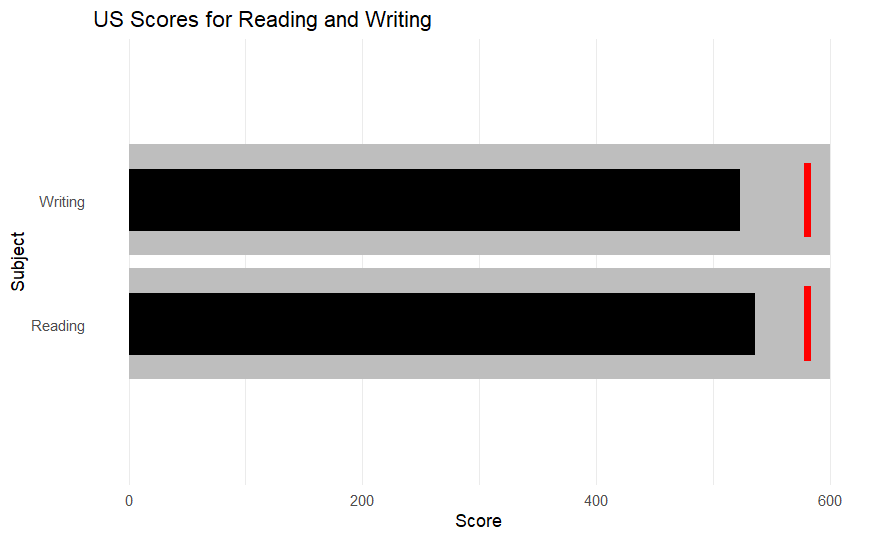 US Scores for Reading and Writing
Writing
Reading
Subject
0
200
400
600
Score